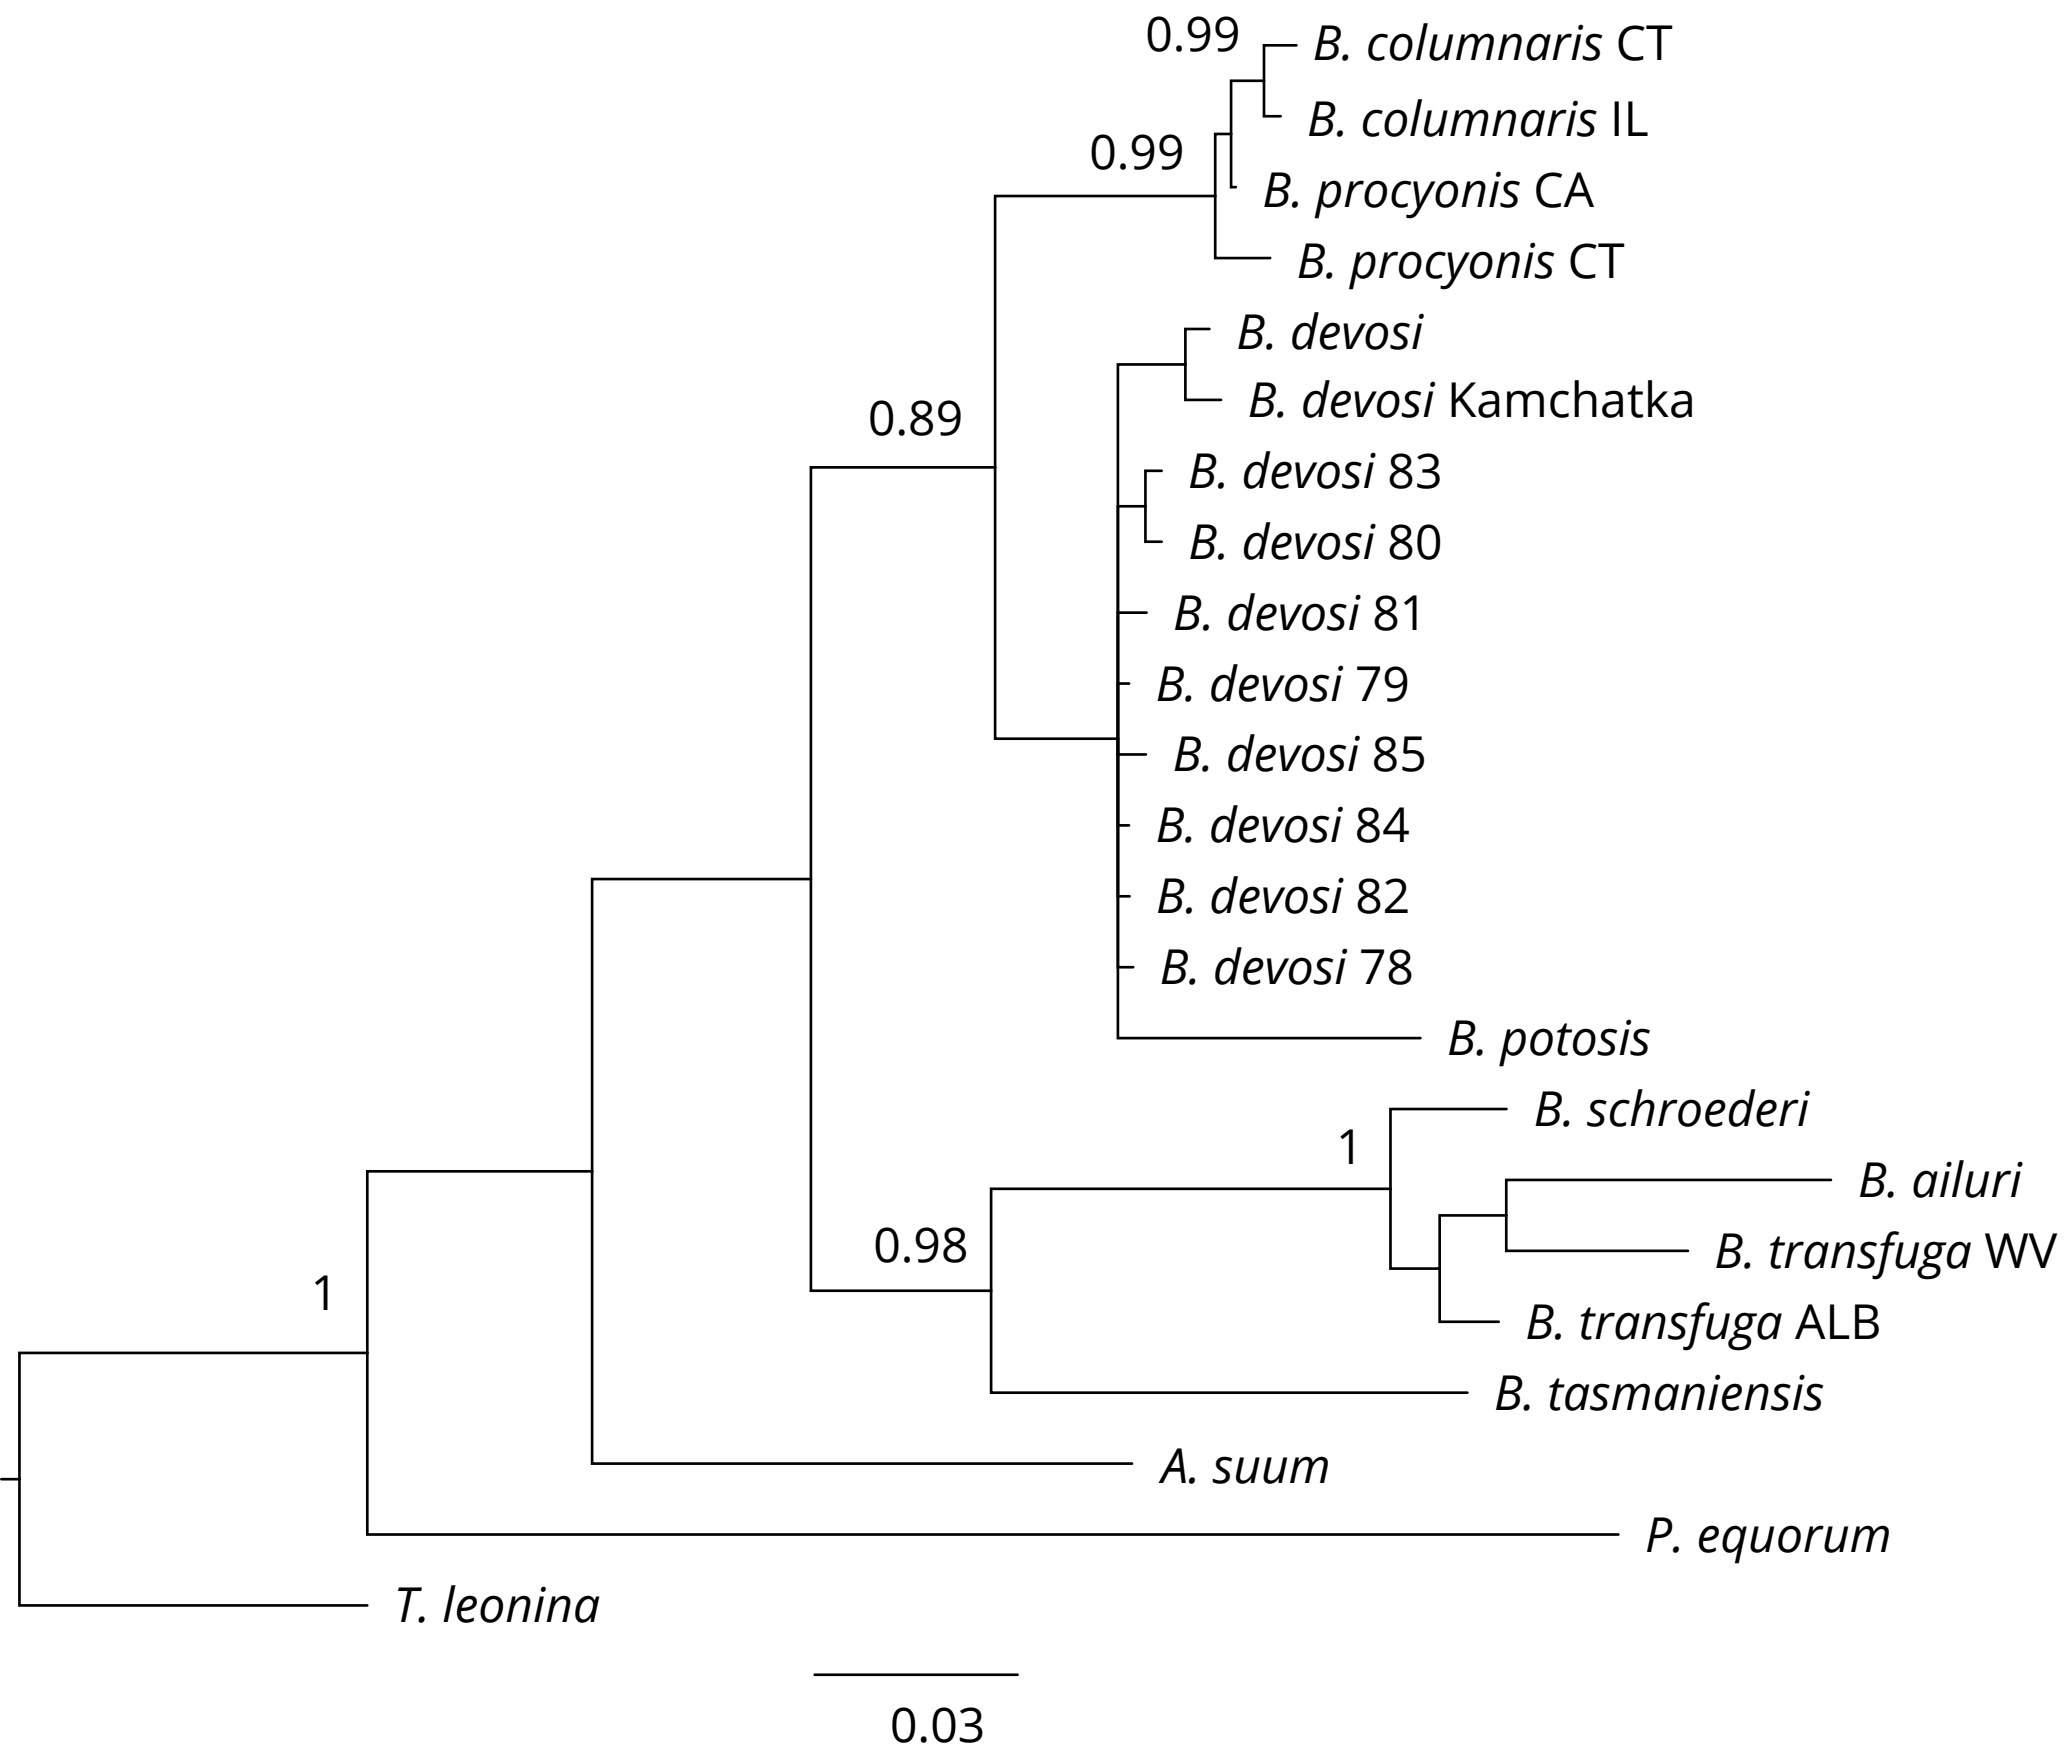 0.99
B. columnaris CT
B. columnaris IL
0.99
B. procyonis CA
B. procyonis CT
B. devosi
B. devosi Kamchatka
0.89
B. devosi 83
B. devosi 80
B. devosi 81
B. devosi 79
B. devosi 85
B. devosi 84
B. devosi 82
B. devosi 78
B. potosis
B. schroederi
1
B. ailuri
0.98
B. transfuga WV
1
B. transfuga ALB
B. tasmaniensis
A. suum
P. equorum
T. leonina
0.03